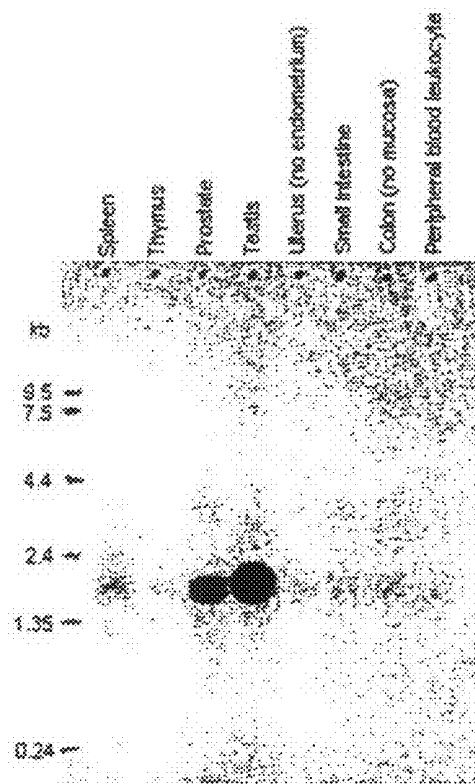 Spleen
Thymus
Prostate
Testis
Uterus (no endometrium)
Small intestine
Colon (no mucosa)
Peripheral blood leukocyte
9.5
7.5
4.4
2.4
1.35
0.24